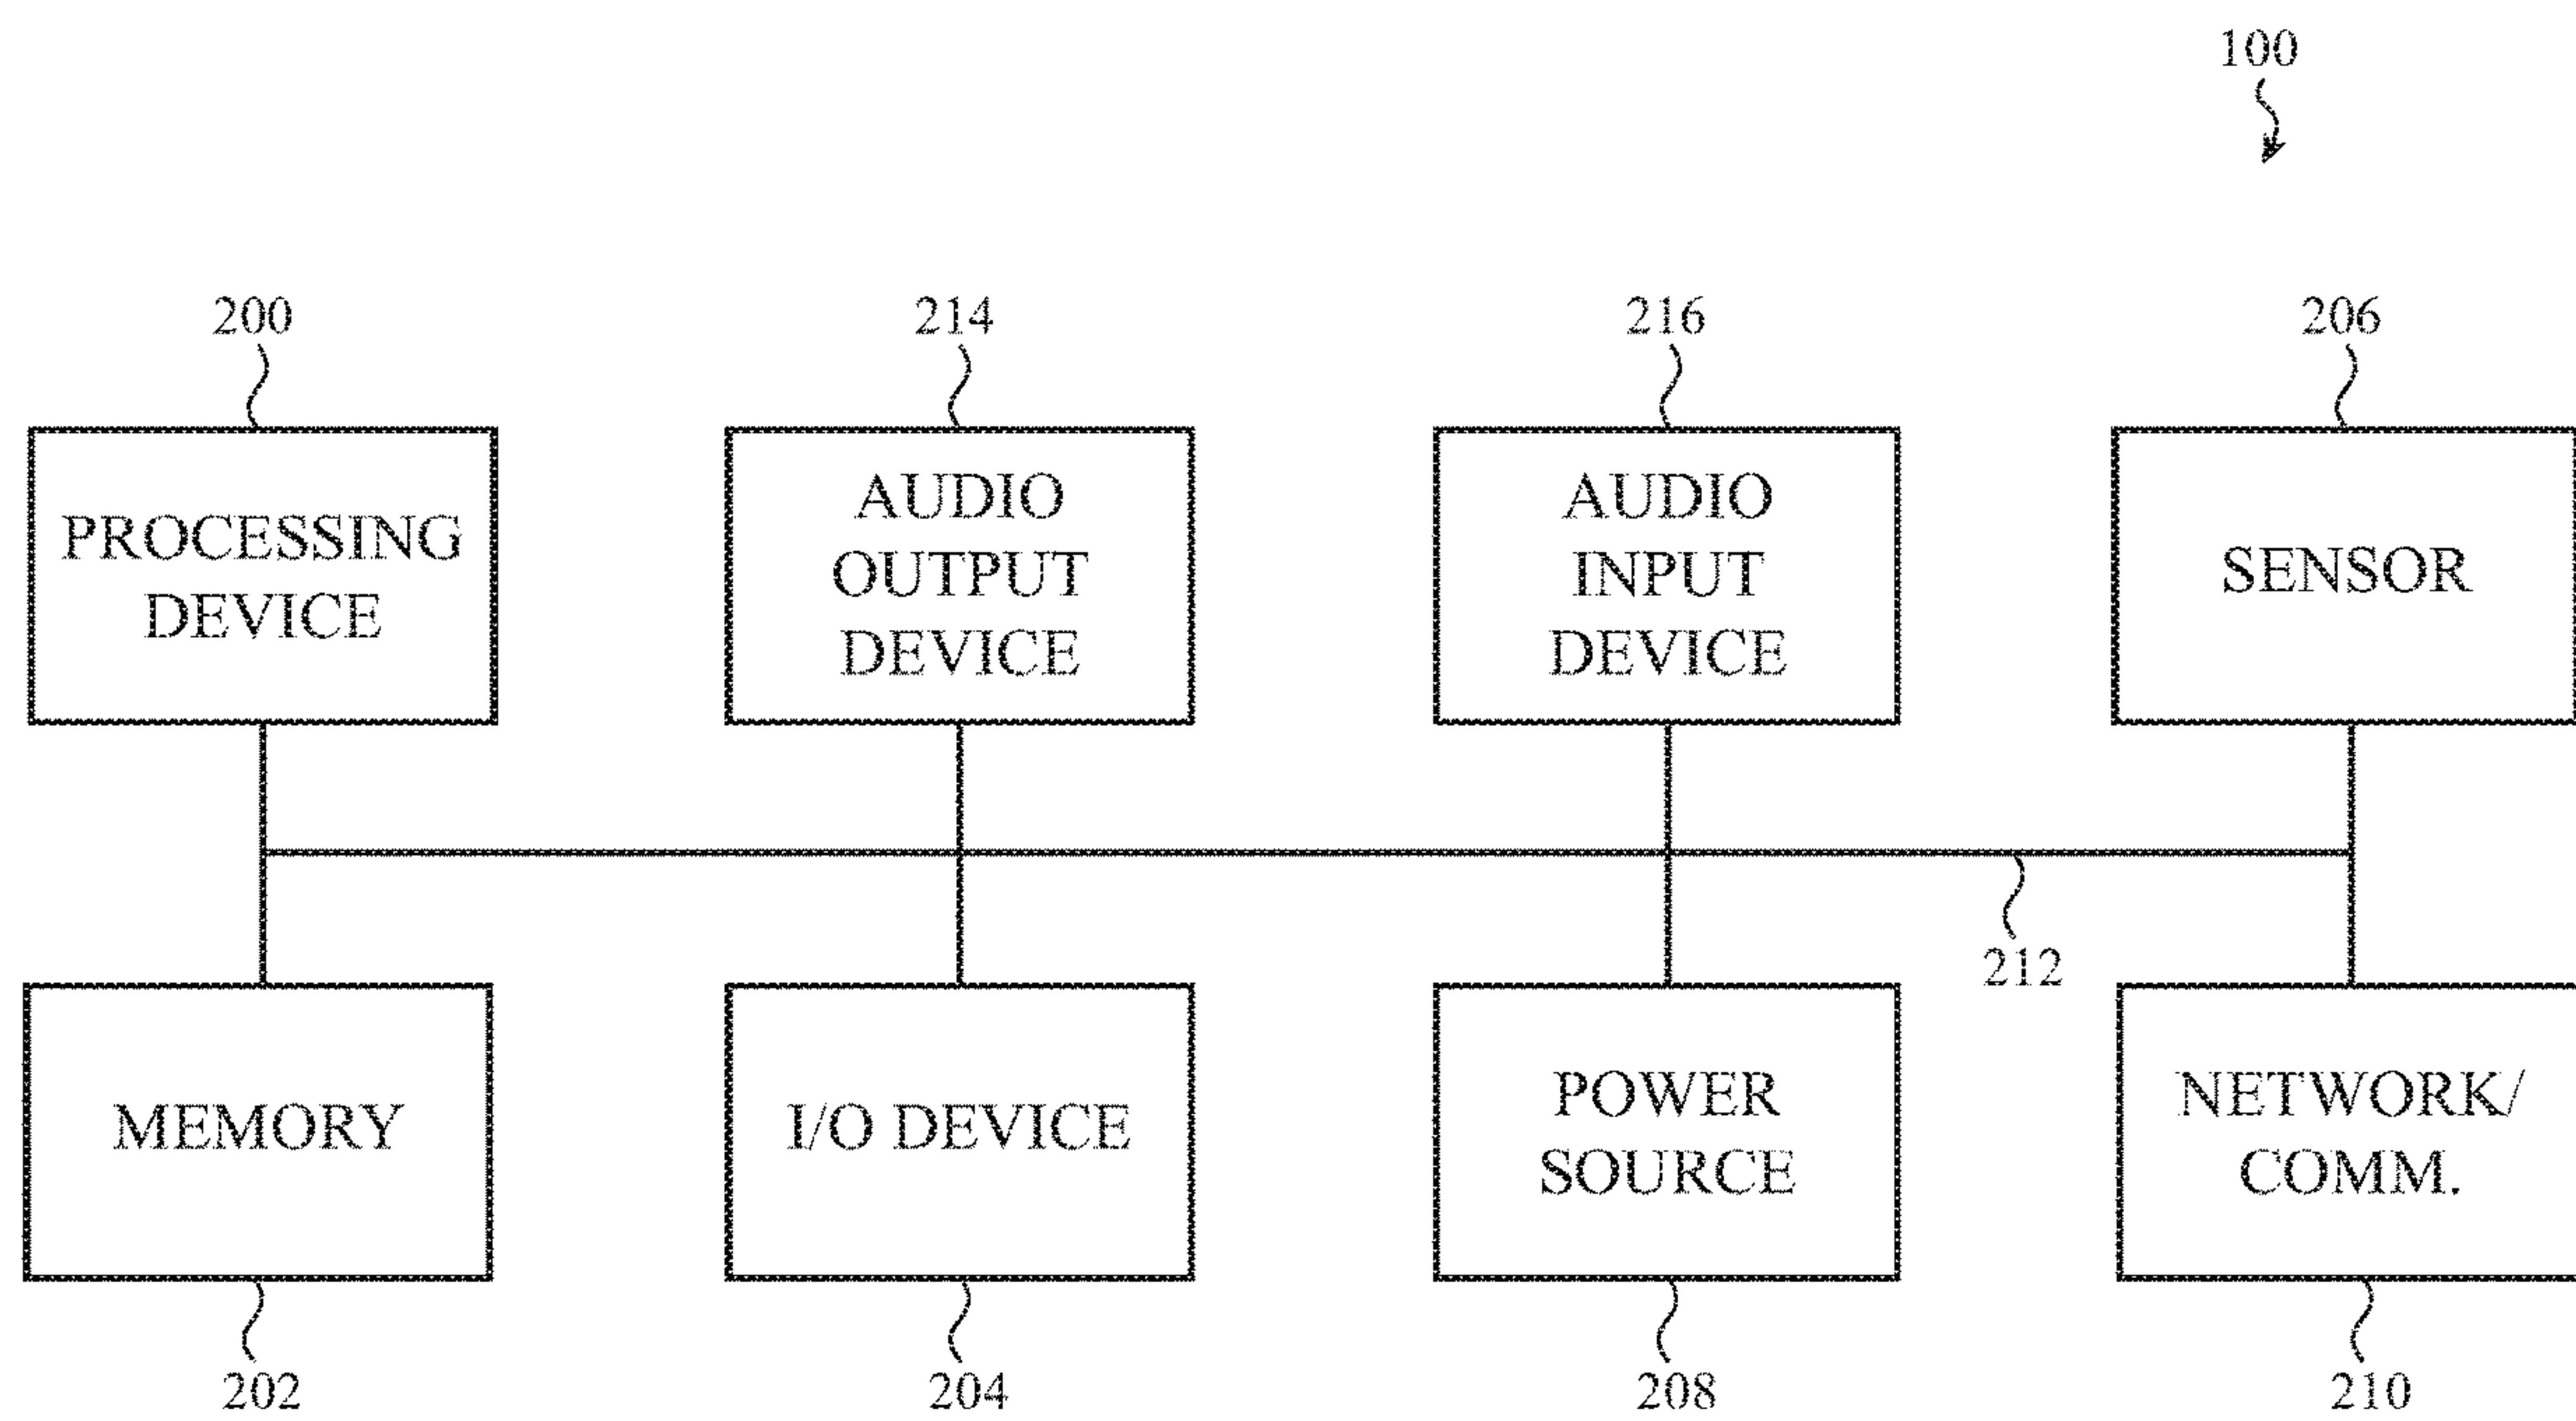 100
200
214
216
206
PROCESSING
DEVICE
AUDIO
OUTPUT
DEVICE
AUDIO
INPUT
DEVICE
SENSOR
212
MEMORY
I/O DEVICE
POWER
SOURCE
NETWORK/
COMM.
202
204
208
210